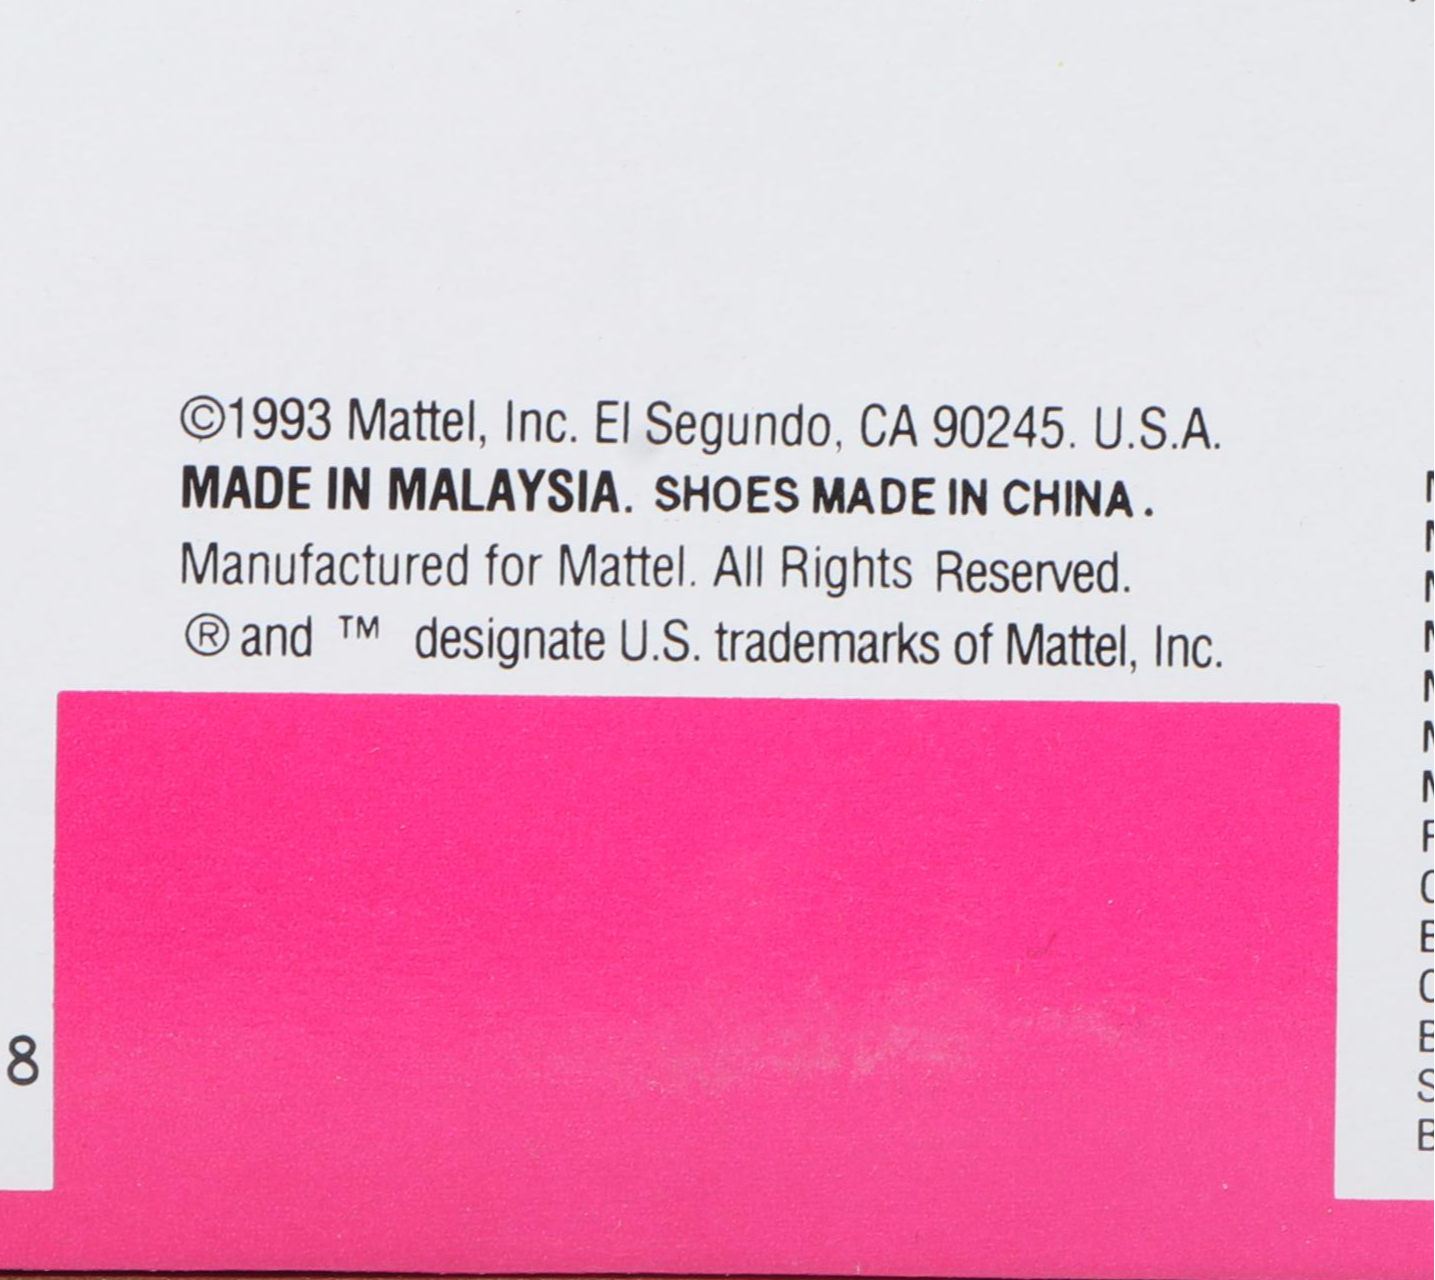 ©1993 Mattel, Inc. El Segundo, CA 90245. U.S.A.
MADE IN MALAYSIA. SHOES MADE IN CHINA.
Manufactured for Mattel. All Rights Reserved.
® and ™ designate U.S. trademarks of Mattel, Inc.
8